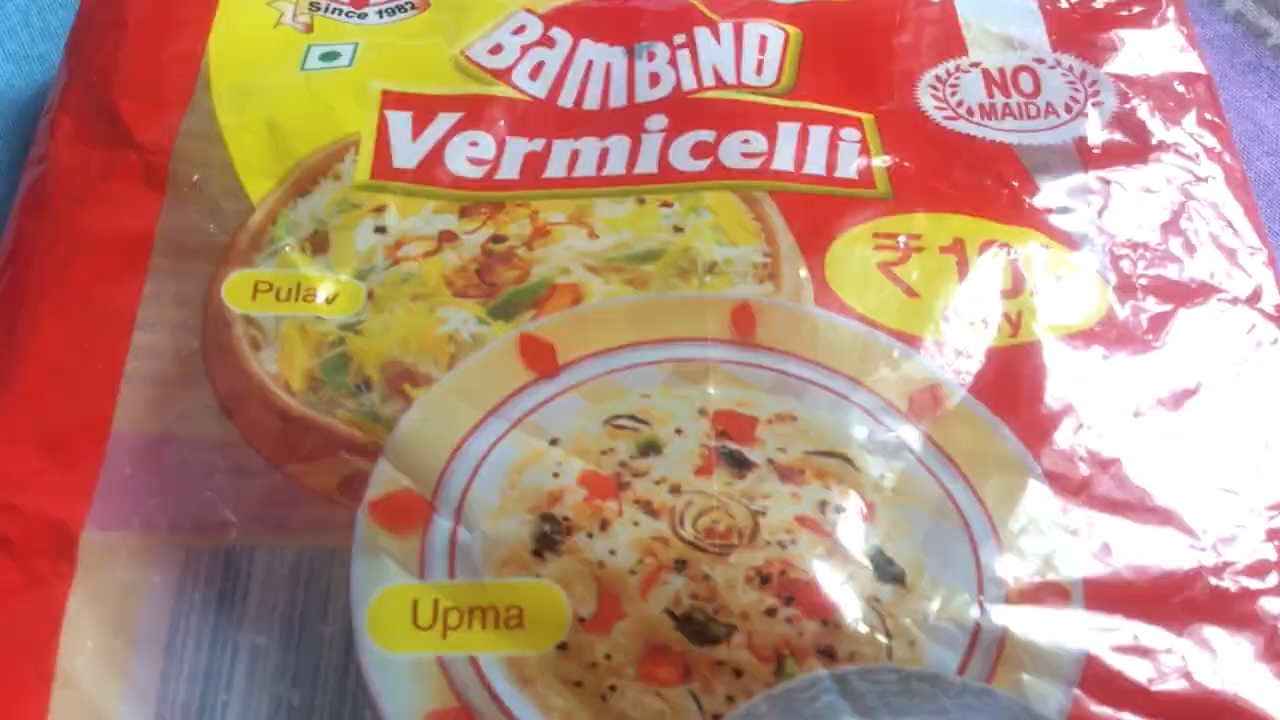 Since 1982
BamBiNO
Vermicelli
NO
MAIDA
₹10
Pulav
Upma